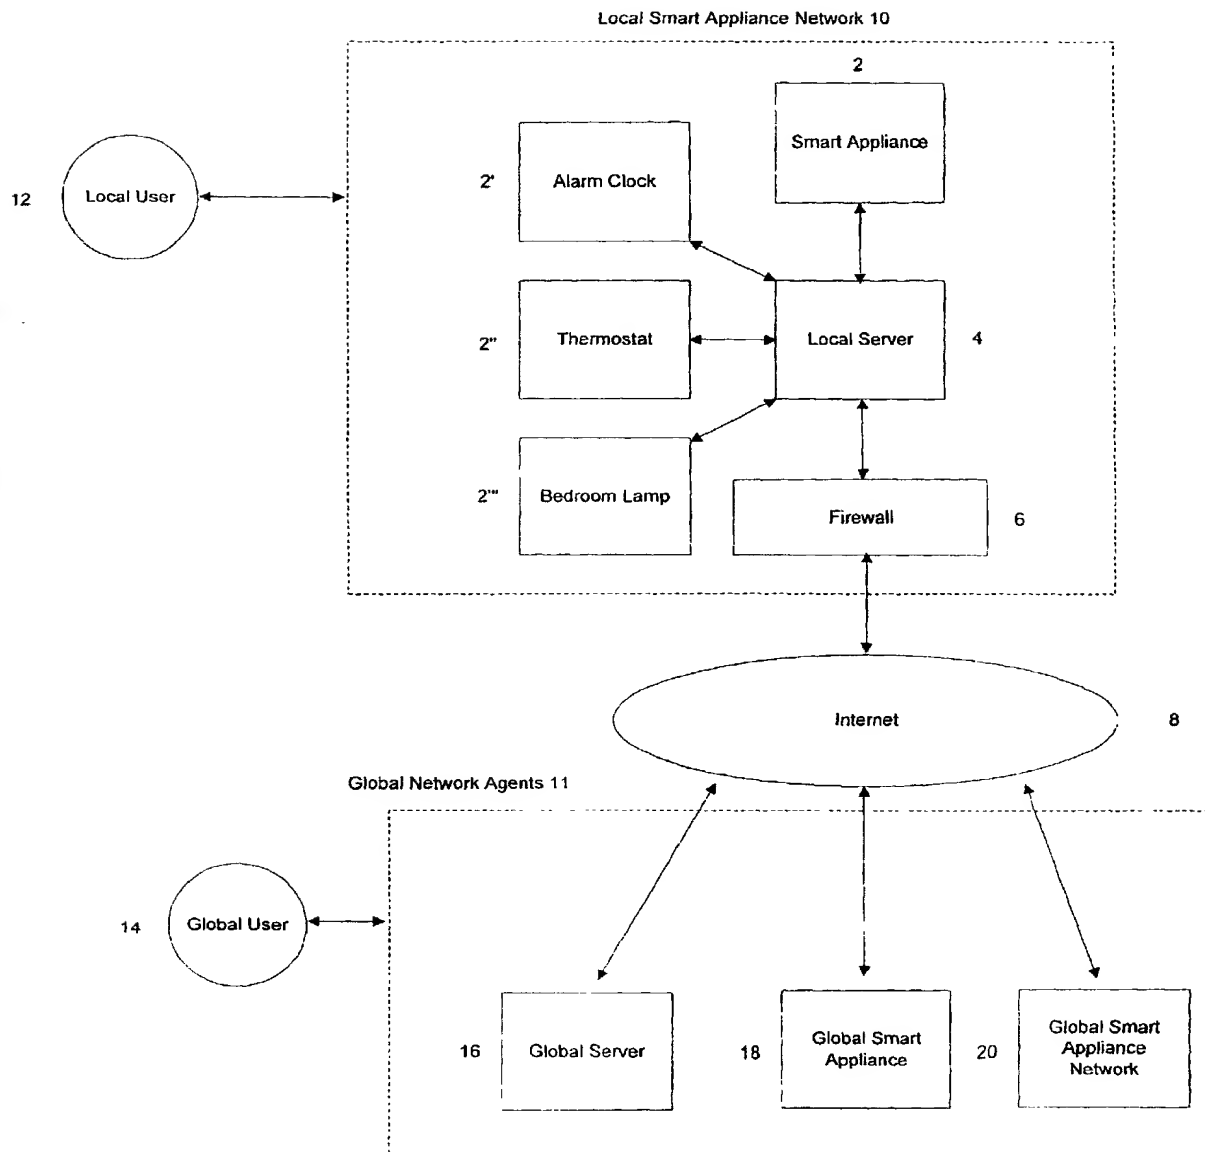 Local Smart Appliance Network 10
2
Smart Appliance
2'
Alarm Clock
12
Local User
2"
Thermostat
Local Server
4
2'"
Bedroom Lamp
Firewall
6
Internet
8
Global Network Agents 11
14
Global User
16
Global Server
18
Global Smart
Appliance
20
Global Smart
Appliance
Network